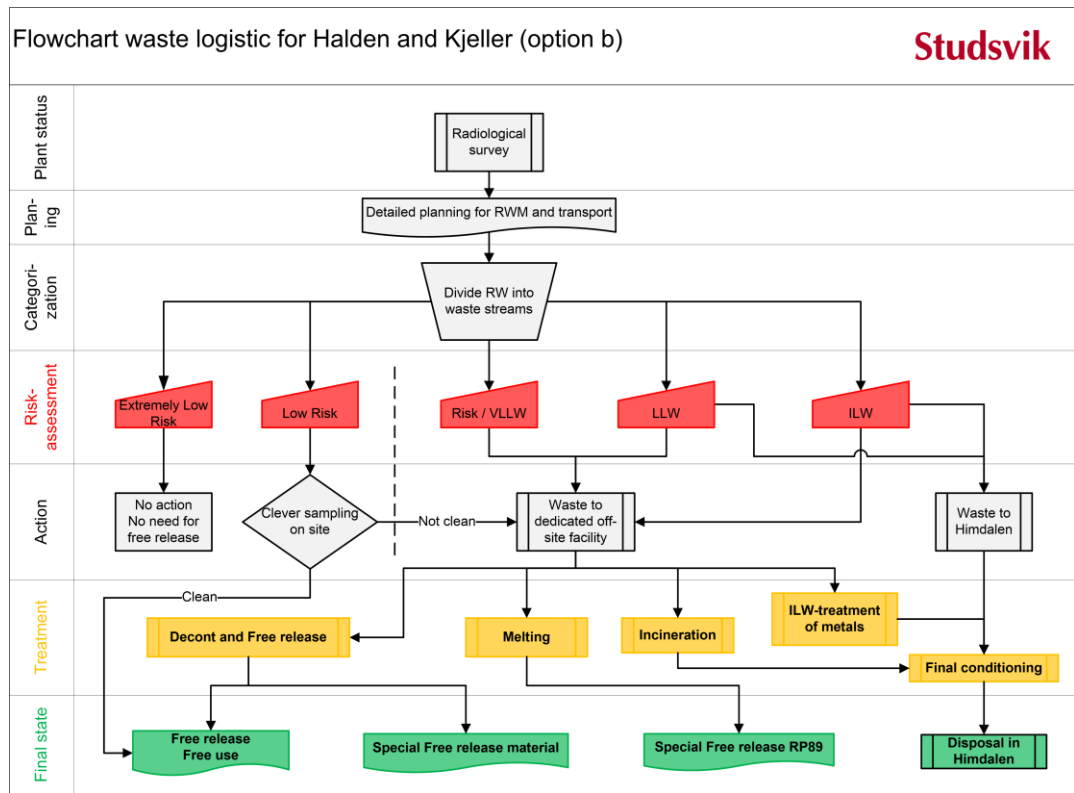 Flowchart waste logistic for Halden and Kjeller (option b)
Studsvik
Plant status
Radiological
survey
Plan-
ing
Detailed planning for RWM and transport
Categori-
zation
Divide RW into
waste streams
Risk-
assessment
Extremely Low
Risk
Low Risk
Risk / VLLW
LLW
ILW
Action
No action
No need for
free release
Clever sampling
on site
Not clean
Waste to
dedicated off-
site facility
Waste to
Himdalen
Clean
Treatment
Decont and Free release
Melting
Incineration
ILW-treatment
of metals
Final conditioning
Final state
Free release
Free use
Special Free release material
Special Free release RP89
Disposal in
Himdalen